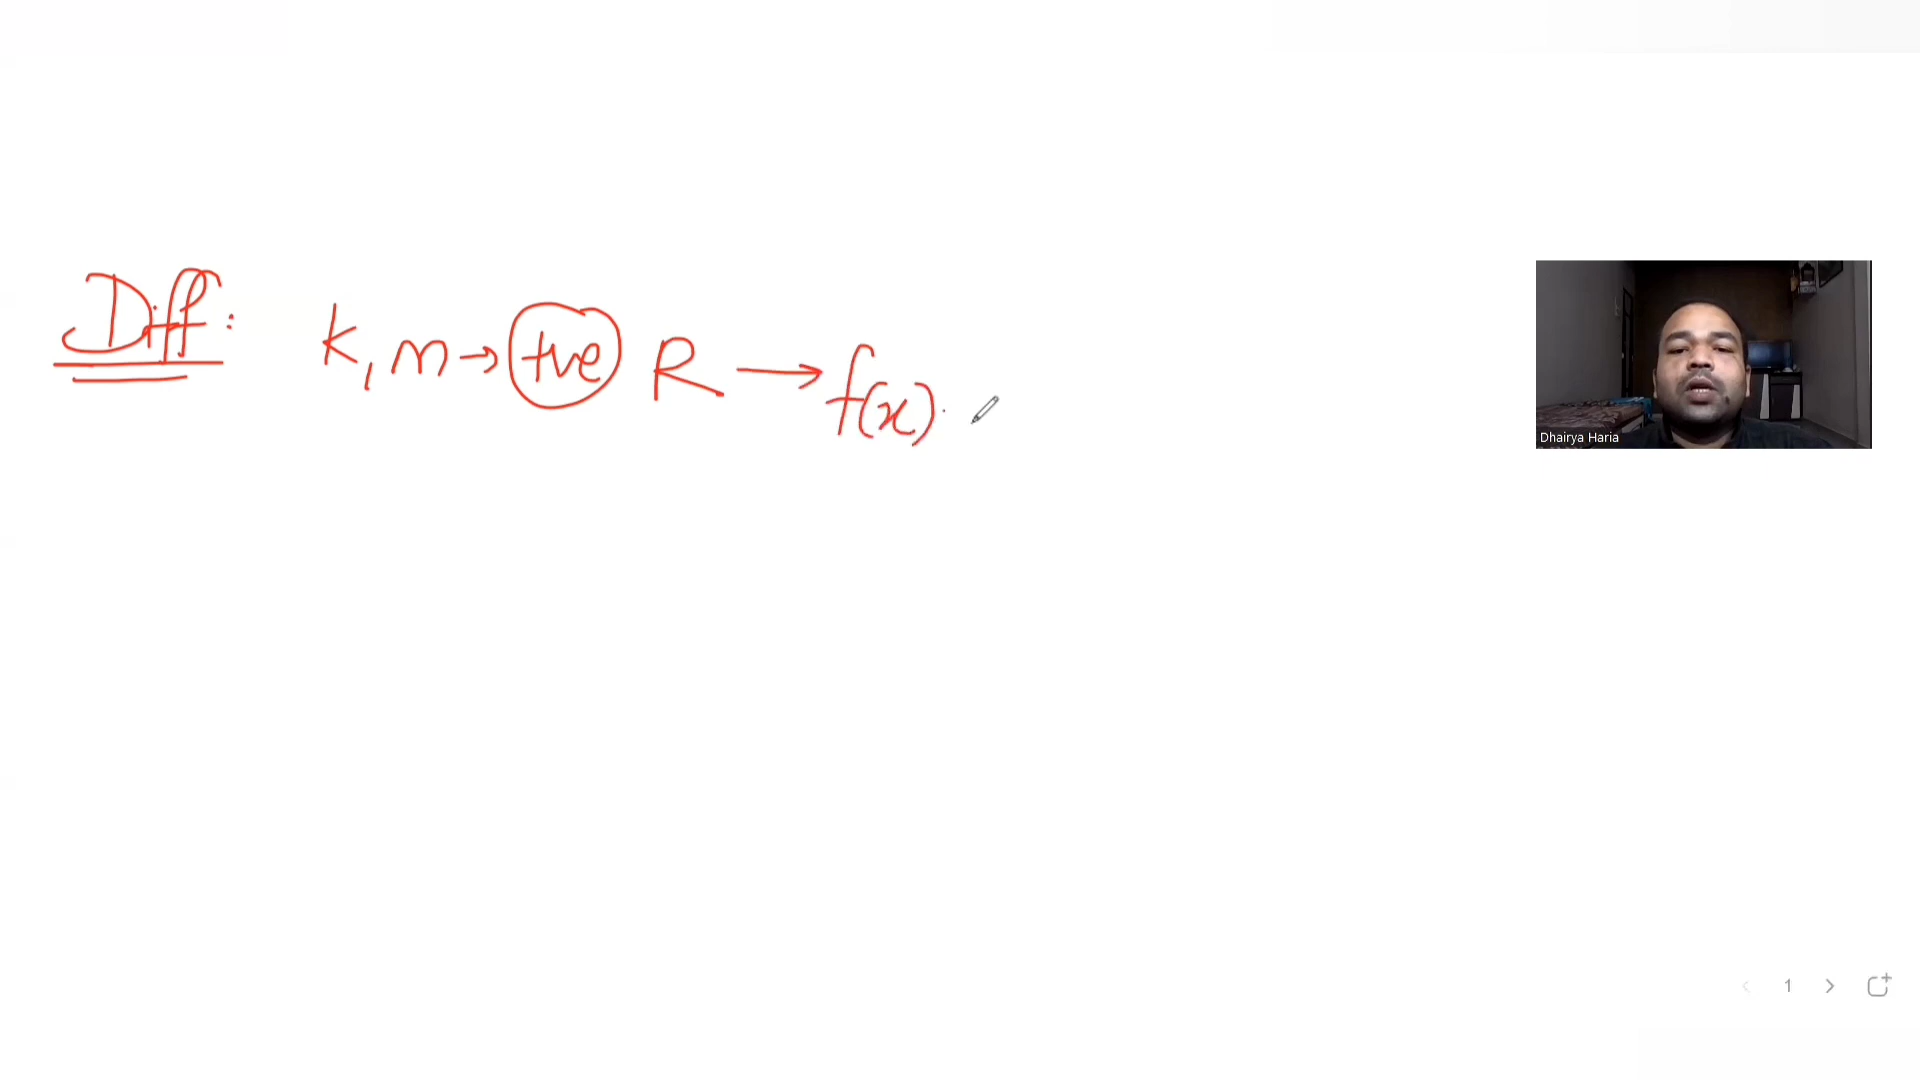 Diff: k, m → +ve R → f(x).
Dhairya Haria
1